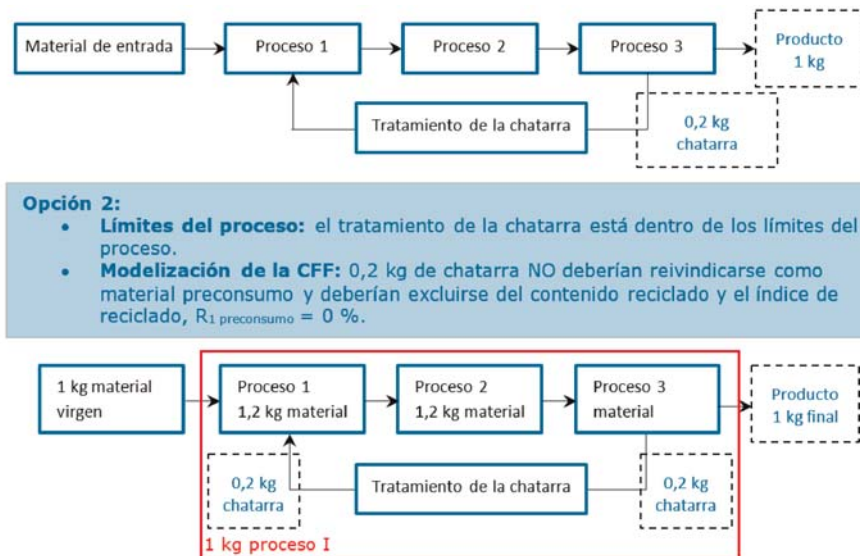 Material de entrada
Proceso 1
Proceso 2
Proceso 3
Producto
1 kg
Tratamiento de la chatarra
0,2 kg
chatarra
Opción 2:
• Límites del proceso: el tratamiento de la chatarra está dentro de los límites del
proceso.
• Modelización de la CFF: 0,2 kg de chatarra NO deberían reivindicarse como
material preconsumo y deberían excluirse del contenido reciclado y el índice de
reciclado, R1 preconsumo = 0 %.
1 kg material
virgen
Proceso 1
1,2 kg material
Proceso 2
1,2 kg material
Proceso 3
material
Producto
1 kg final
0,2 kg
chatarra
Tratamiento de la chatarra
0,2 kg
chatarra
1 kg proceso I